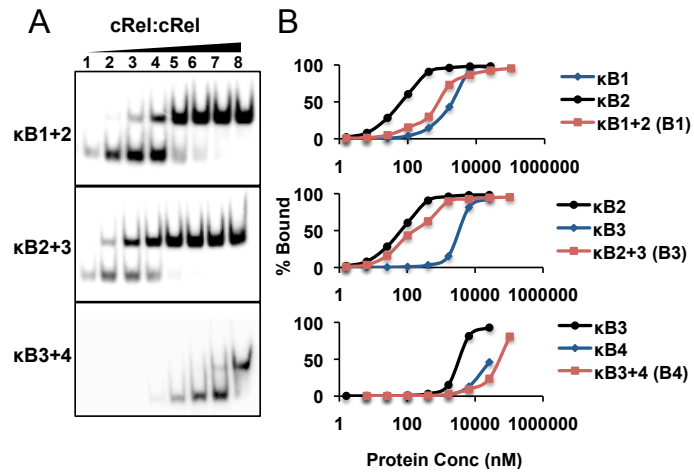 A
cRel:cRel
1 2 3 4 5 6 7 8
κB1+2
κB2+3
κB3+4
B
% Bound
100
50
0
1 100 10000 1000000
κB1
κB2
κB1+2 (B1)
100
50
0
1 100 10000 1000000
κB2
κB3
κB2+3 (B3)
100
50
0
1 100 10000 1000000
κB3
κB4
κB3+4 (B4)
Protein Conc (nM)